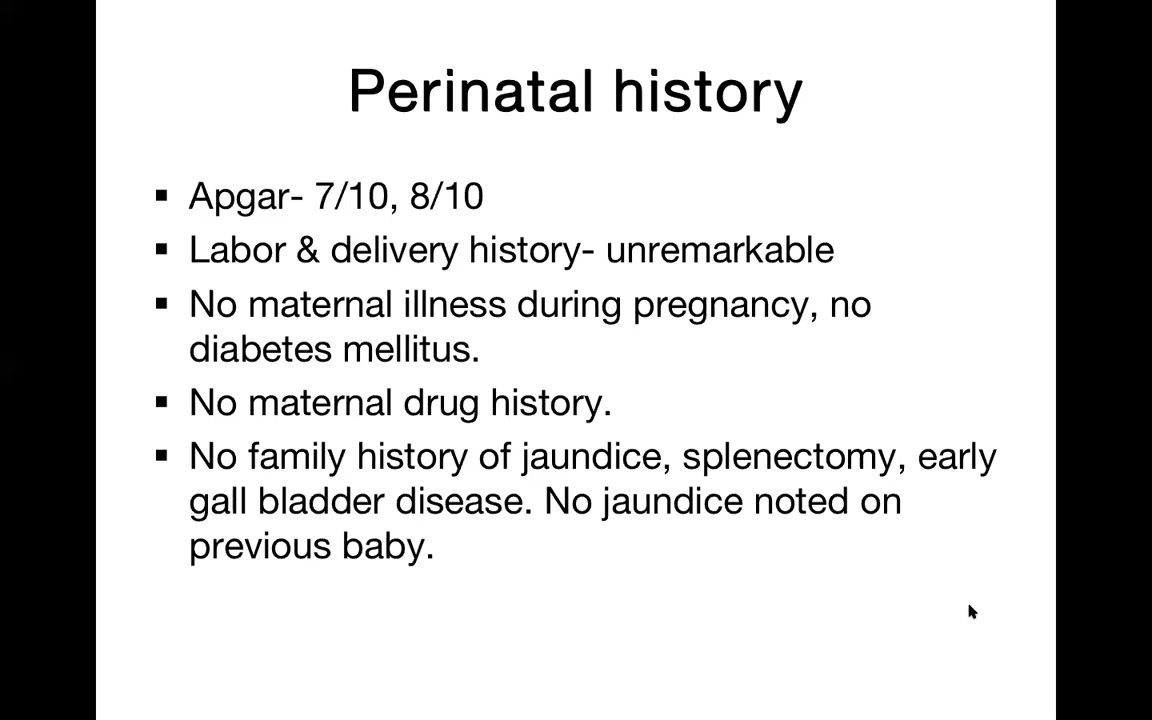 Perinatal history
▪ Apgar- 7/10, 8/10
▪ Labor & delivery history- unremarkable
▪ No maternal illness during pregnancy, no
diabetes mellitus.
▪ No maternal drug history.
▪ No family history of jaundice, splenectomy, early
gall bladder disease. No jaundice noted on
previous baby.